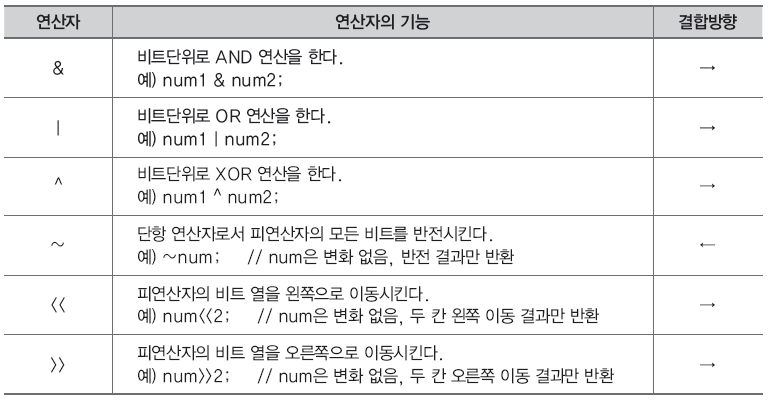 연산자 연산자의 기능 결합방향
& 비트단위로 AND 연산을 한다. →
예) num1 & num2;
| 비트단위로 OR 연산을 한다. →
예) num1 | num2;
^ 비트단위로 XOR 연산을 한다. →
예) num1 ^ num2;
~ 단항 연산자로서 피연산자의 모든 비트를 반전시킨다. ←
예) ~num; // num은 변화 없음, 반전 결과만 반환
<< 피연산자의 비트 열을 왼쪽으로 이동시킨다. →
예) num<<2; // num은 변화 없음, 두 칸 왼쪽 이동 결과만 반환
>> 피연산자의 비트 열을 오른쪽으로 이동시킨다. →
예) num>>2; // num은 변화 없음, 두 칸 오른쪽 이동 결과만 반환